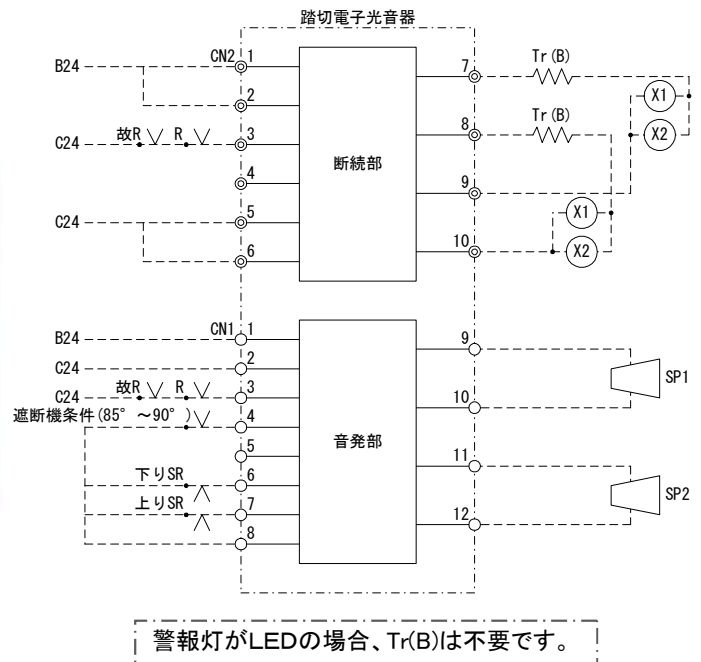 踏切電子光音器
B24
CN2 1
2
C24 故R R 3
4
C24 5
6
断続部
7 Tr(B)
8 Tr(B)
9
10
X1
X2
X1
X2
B24 CN1 1
C24 2
C24 故R R 3
遮断機条件(85° ～90° ) 4
5
下りSR 6
上りSR 7
8
音発部
9
10
SP1
11
12
SP2
警報灯がLEDの場合、Tr(B)は不要です。